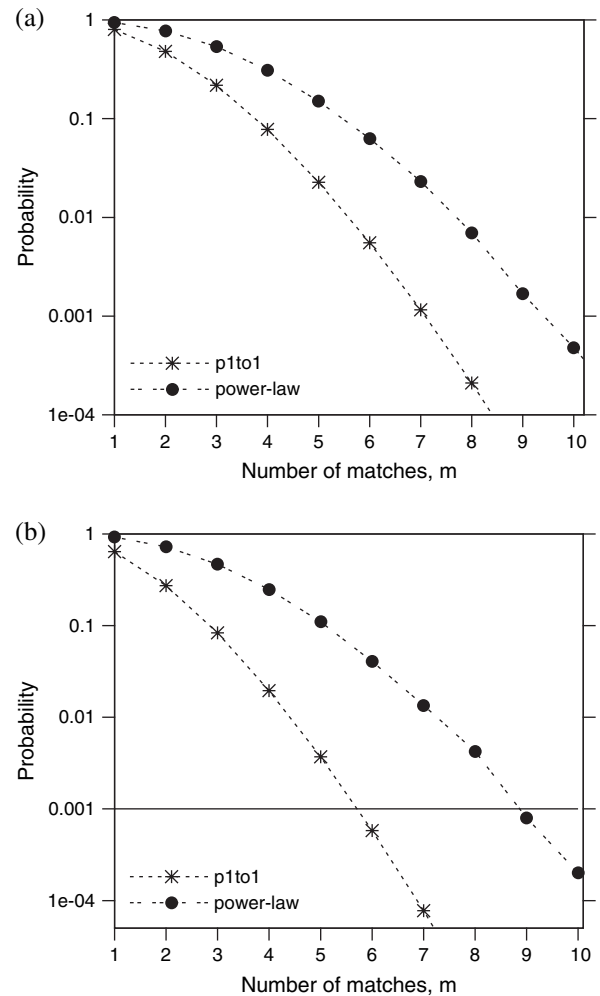 (a)
1
0.1
0.01
0.001
1e-04
Probability
p1to1
power-law
1 2 3 4 5 6 7 8 9 10
Number of matches, m
(b)
1
0.1
0.01
0.001
1e-04
Probability
p1to1
power-law
1 2 3 4 5 6 7 8 9 10
Number of matches, m